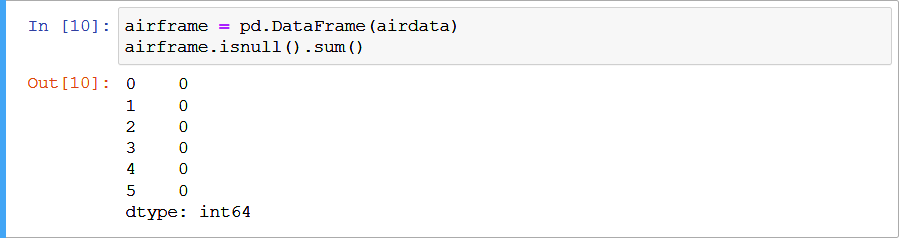 In [10]: airframe = pd.DataFrame(airdata)
airframe.isnull().sum()
Out[10]: 0    0
1    0
2    0
3    0
4    0
5    0
dtype: int64